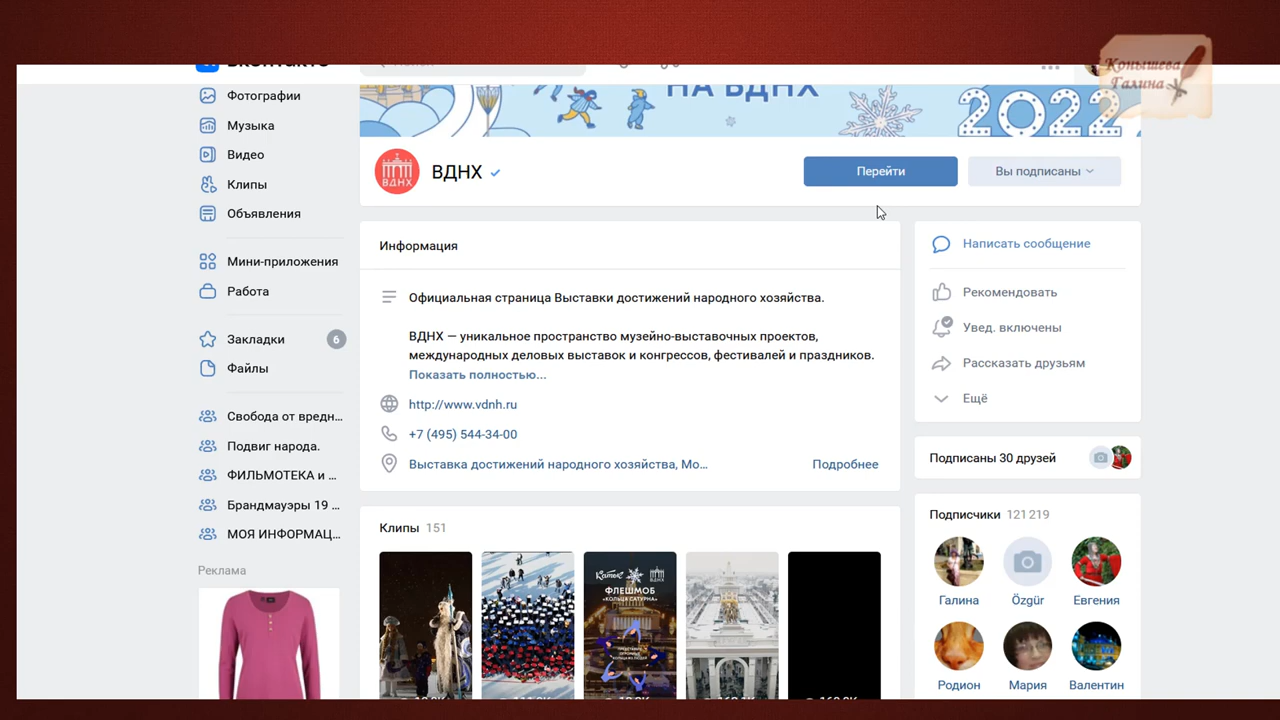 Конышева
Галина
НА ВДНХ
2022
Фотографии
Музыка
Видео
Клипы
Объявления
Мини-приложения
Работа
Закладки 6
Файлы
Свобода от вредн...
Подвиг народа.
ФИЛЬМОТЕКА и ...
Брандмауэры 19 ...
МОЯ ИНФОРМАЦ...
Реклама
ВДНХ
ВДНХ
Перейти
Вы подписаны
Информация
Официальная страница Выставки достижений народного хозяйства.
ВДНХ — уникальное пространство музейно-выставочных проектов,
международных деловых выставок и конгрессов, фестивалей и праздников.
Показать полностью...
http://www.vdnh.ru
+7 (495) 544-34-00
Выставка достижений народного хозяйства, Мо... Подробнее
Клипы 151
Каток
ФЛЕШМОБ
«КОЛЬЦА САТУРНА»
Написать сообщение
Рекомендовать
Увед. включены
Рассказать друзьям
Ещё
Подписаны 30 друзей
Подписчики 121 219
Галина Özgür Евгения
Родион Мария Валентин